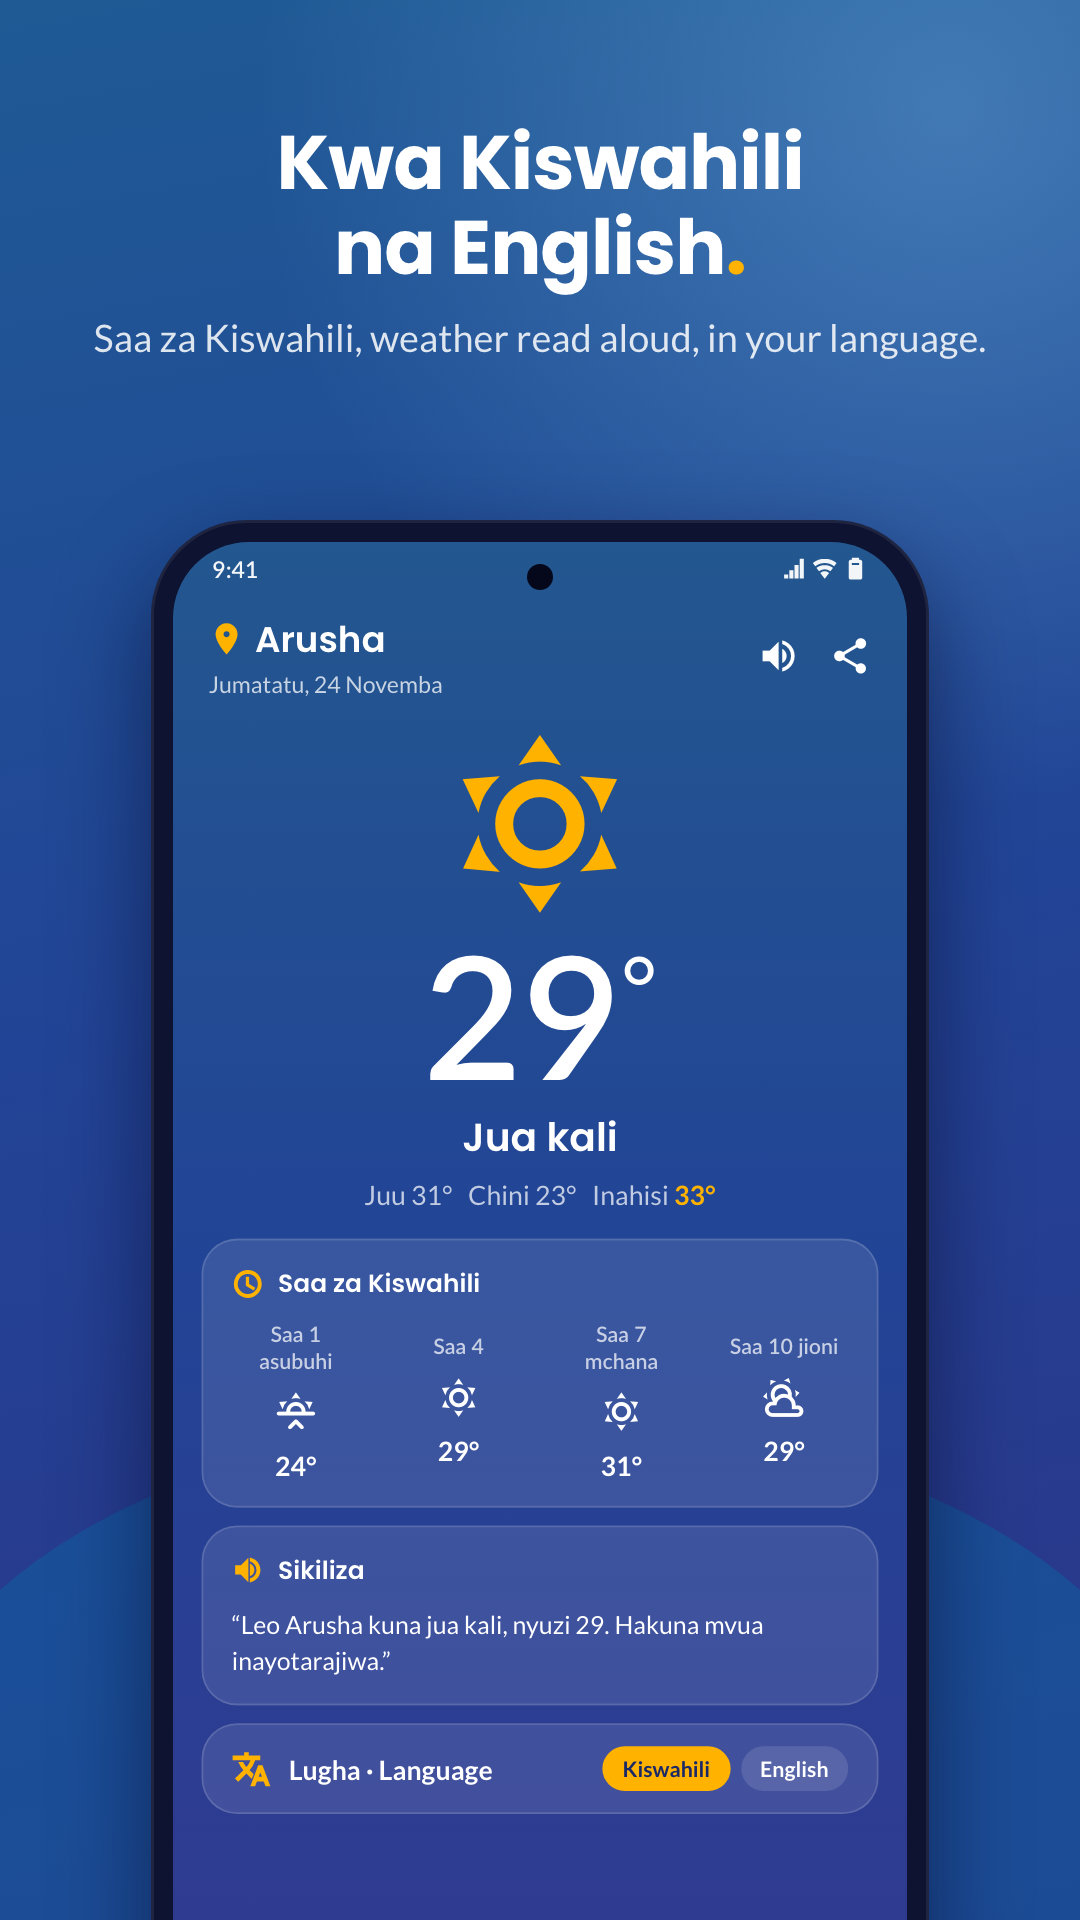 Kwa Kiswahili
na English.
Saa za Kiswahili, weather read aloud, in your language.
9:41
Arusha
Jumatatu, 24 Novemba
29°
Jua kali
Juu 31° Chini 23° Inahisi 33°
Saa za Kiswahili
Saa 1
asubuhi
24°
Saa 4
29°
Saa 7
mchana
31°
Saa 10 jioni
29°
Sikiliza
“Leo Arusha kuna jua kali, nyuzi 29. Hakuna mvua
inayotarajiwa.”
Lugha · Language
Kiswahili
English